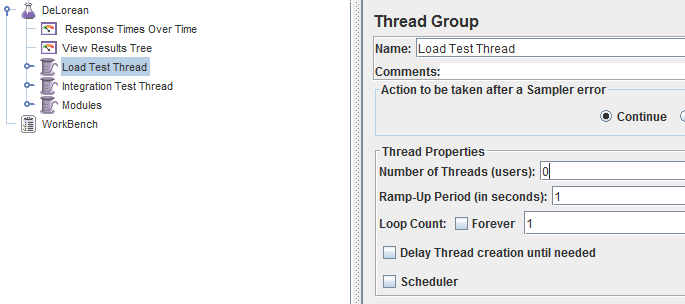 DeLorean
Response Times Over Time
View Results Tree
Load Test Thread
Integration Test Thread
Modules
WorkBench
Thread Group
Name: Load Test Thread
Comments:
Action to be taken after a Sampler error
Continue
Thread Properties
Number of Threads (users): 0
Ramp-Up Period (in seconds): 1
Loop Count: Forever 1
Delay Thread creation until needed
Scheduler